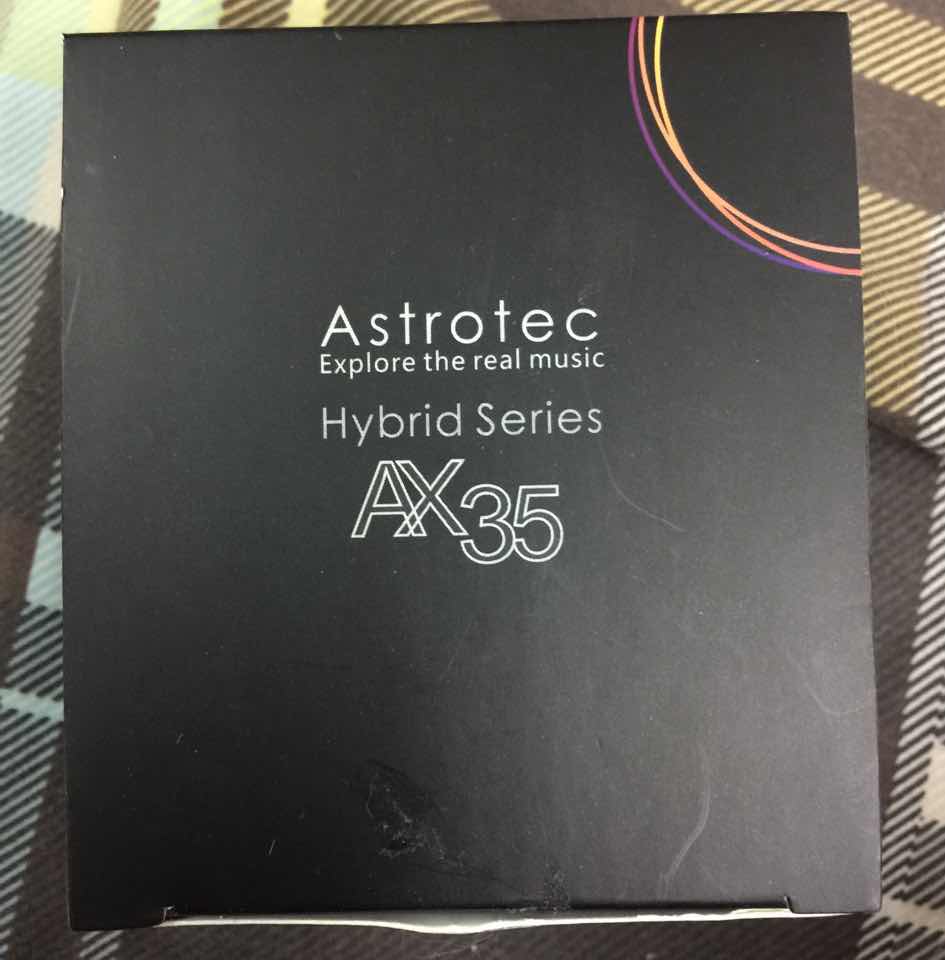 Astrotec
Explore the real music
Hybrid Series
AX35